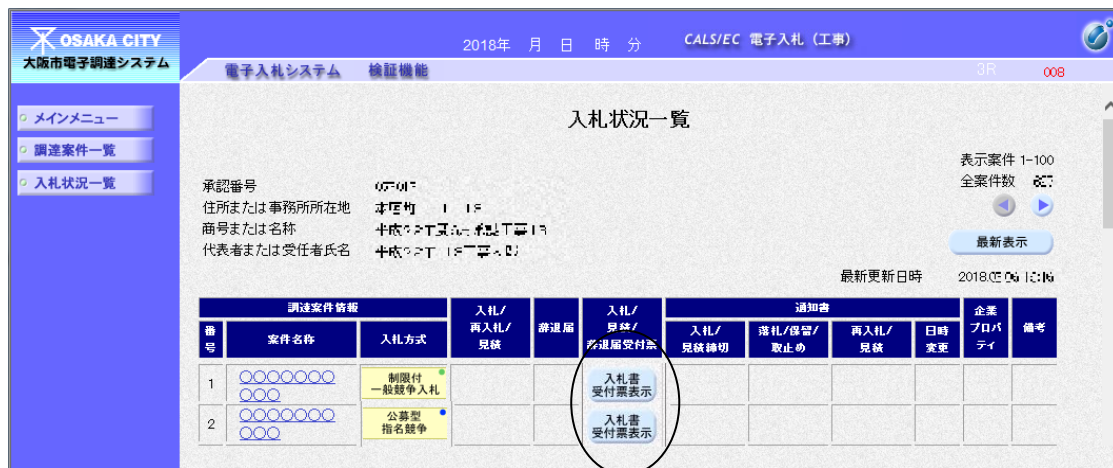 OSAKA CITY
大阪市電子調達システム
2018年 月 日 時 分
CALS/EC 電子入札（工事）
電子入札システム 検証機能
3R 008
メインメニュー
調達案件一覧
入札状況一覧
入札状況一覧
表示案件 1-100
全案件数
承認番号
住所または事務所所在地
商号または名称
代表者または受任者氏名
最新表示
最新更新日時 2018.
調達案件情報
番号
案件名称
入札方式
入札/
再入札/
見積
辞退届
入札/
見積/
辞退届受付票
通知書
入札/
見積締切
落札/保留/
取止め
再入札/
見積
日時
変更
企業
プロパ
ティ
備考
1
○○○○○○○
○○○
制限付
一般競争入札
入札書
受付票表示
2
○○○○○○○
○○○
公募型
指名競争
入札書
受付票表示